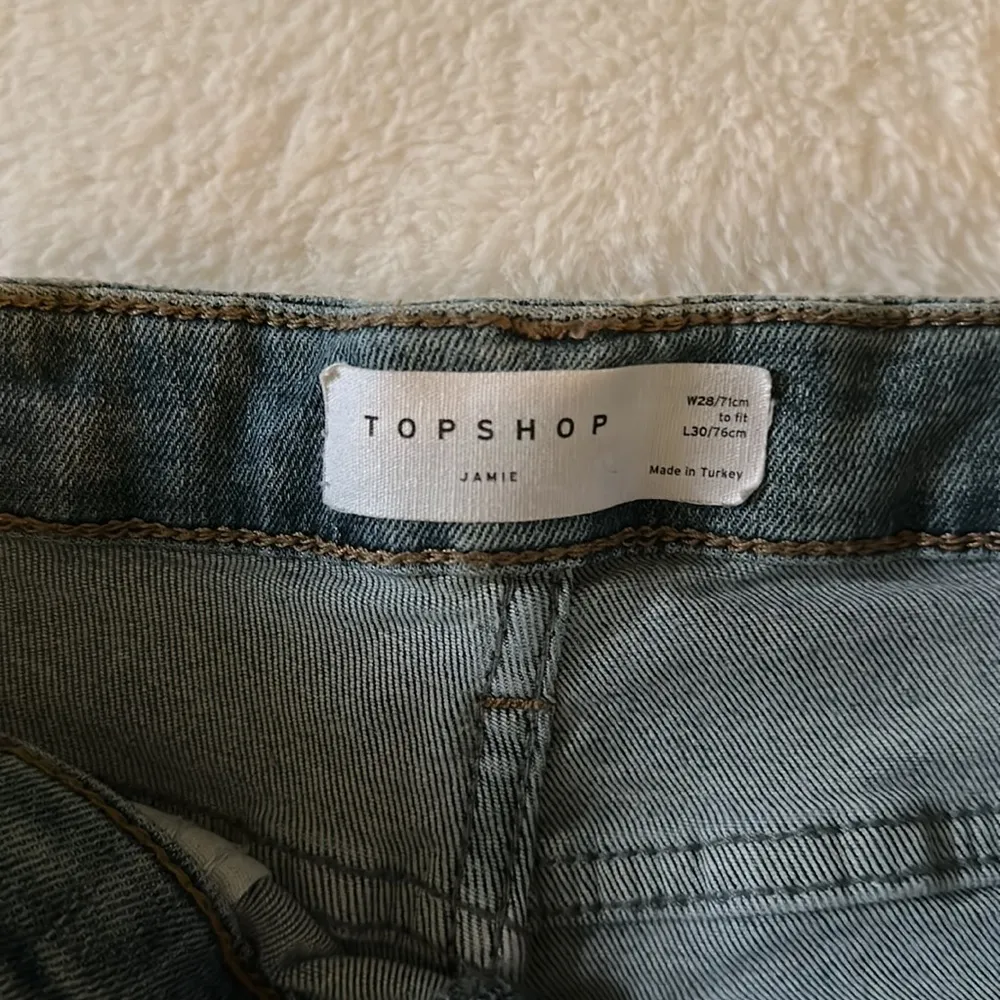 TOPSHOP
JAMIE
W28/71cm
to fit
L30/76cm
Made in Turkey